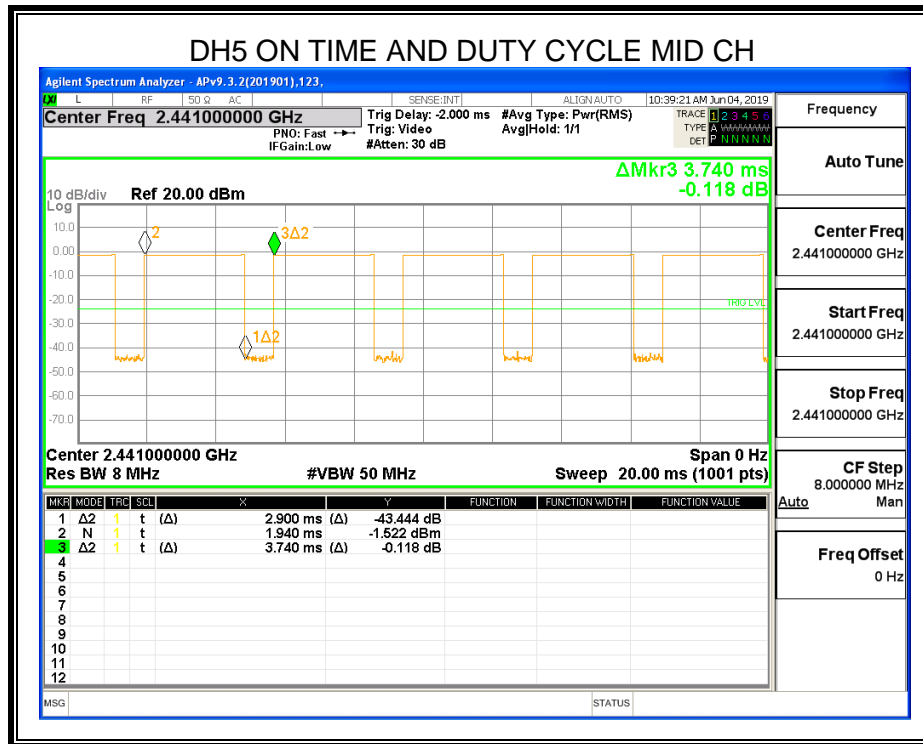 DH5 ON TIME AND DUTY CYCLE MID CH
Agilent Spectrum Analyzer - APv9.3.2(201901),123,
LXI L RF 50 Ω AC SENSE:INT ALIGN AUTO 10:39:21 AM Jun 04, 2019
Center Freq 2.441000000 GHz
PNO: Fast
IFGain:Low
Trig Delay: -2.000 ms
Trig: Video
#Atten: 30 dB
#Avg Type: Pwr(RMS)
Avg|Hold: 1/1
TRACE 1 2 3 4 5 6
TYPE A WWWWWW
DET P N N N N N
ΔMkr3 3.740 ms
-0.118 dB
10 dB/div Ref 20.00 dBm
Log
10.0
0.00
-10.0
-20.0
-30.0
-40.0
-50.0
-60.0
-70.0
2
3Δ2
1Δ2
TRIG LVL
Center 2.441000000 GHz Span 0 Hz
Res BW 8 MHz #VBW 50 MHz Sweep 20.00 ms (1001 pts)
MKR MODE TRC SCL X Y FUNCTION FUNCTION WIDTH FUNCTION VALUE
1 Δ2 1 t (Δ) 2.900 ms (Δ) -43.444 dB
2 N 1 t 1.940 ms -1.522 dBm
3 Δ2 1 t (Δ) 3.740 ms (Δ) -0.118 dB
4
5
6
7
8
9
10
11
12
MSG STATUS
Frequency
Auto Tune
Center Freq
2.441000000 GHz
Start Freq
2.441000000 GHz
Stop Freq
2.441000000 GHz
CF Step
8.000000 MHz
Auto Man
Freq Offset
0 Hz